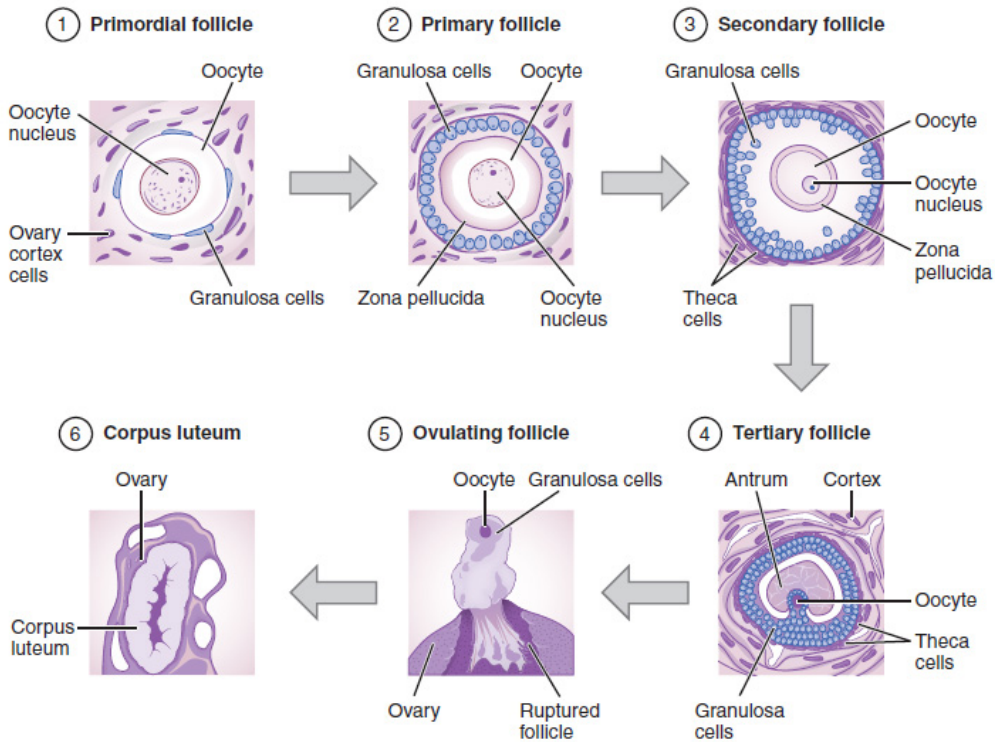 1 Primordial follicle
Oocyte
Oocyte
nucleus
Ovary
cortex
cells
Granulosa cells
2 Primary follicle
Granulosa cells
Oocyte
Zona pellucida
Oocyte
nucleus
3 Secondary follicle
Granulosa cells
Oocyte
Oocyte
nucleus
Zona
pellucida
Theca
cells
6 Corpus luteum
Ovary
Corpus
luteum
5 Ovulating follicle
Oocyte
Granulosa cells
Ovary
Ruptured
follicle
4 Tertiary follicle
Antrum
Cortex
Oocyte
Theca
cells
Granulosa
cells